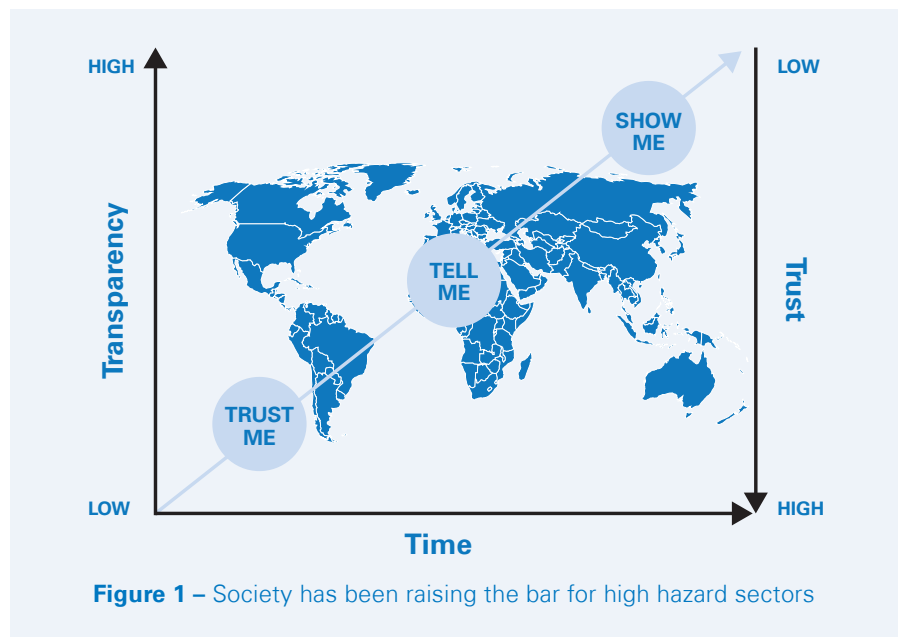 HIGH
LOW
SHOW
ME
TELL
ME
Transparency
Trust
TRUST
ME
LOW
HIGH
Time
Figure 1 – Society has been raising the bar for high hazard sectors